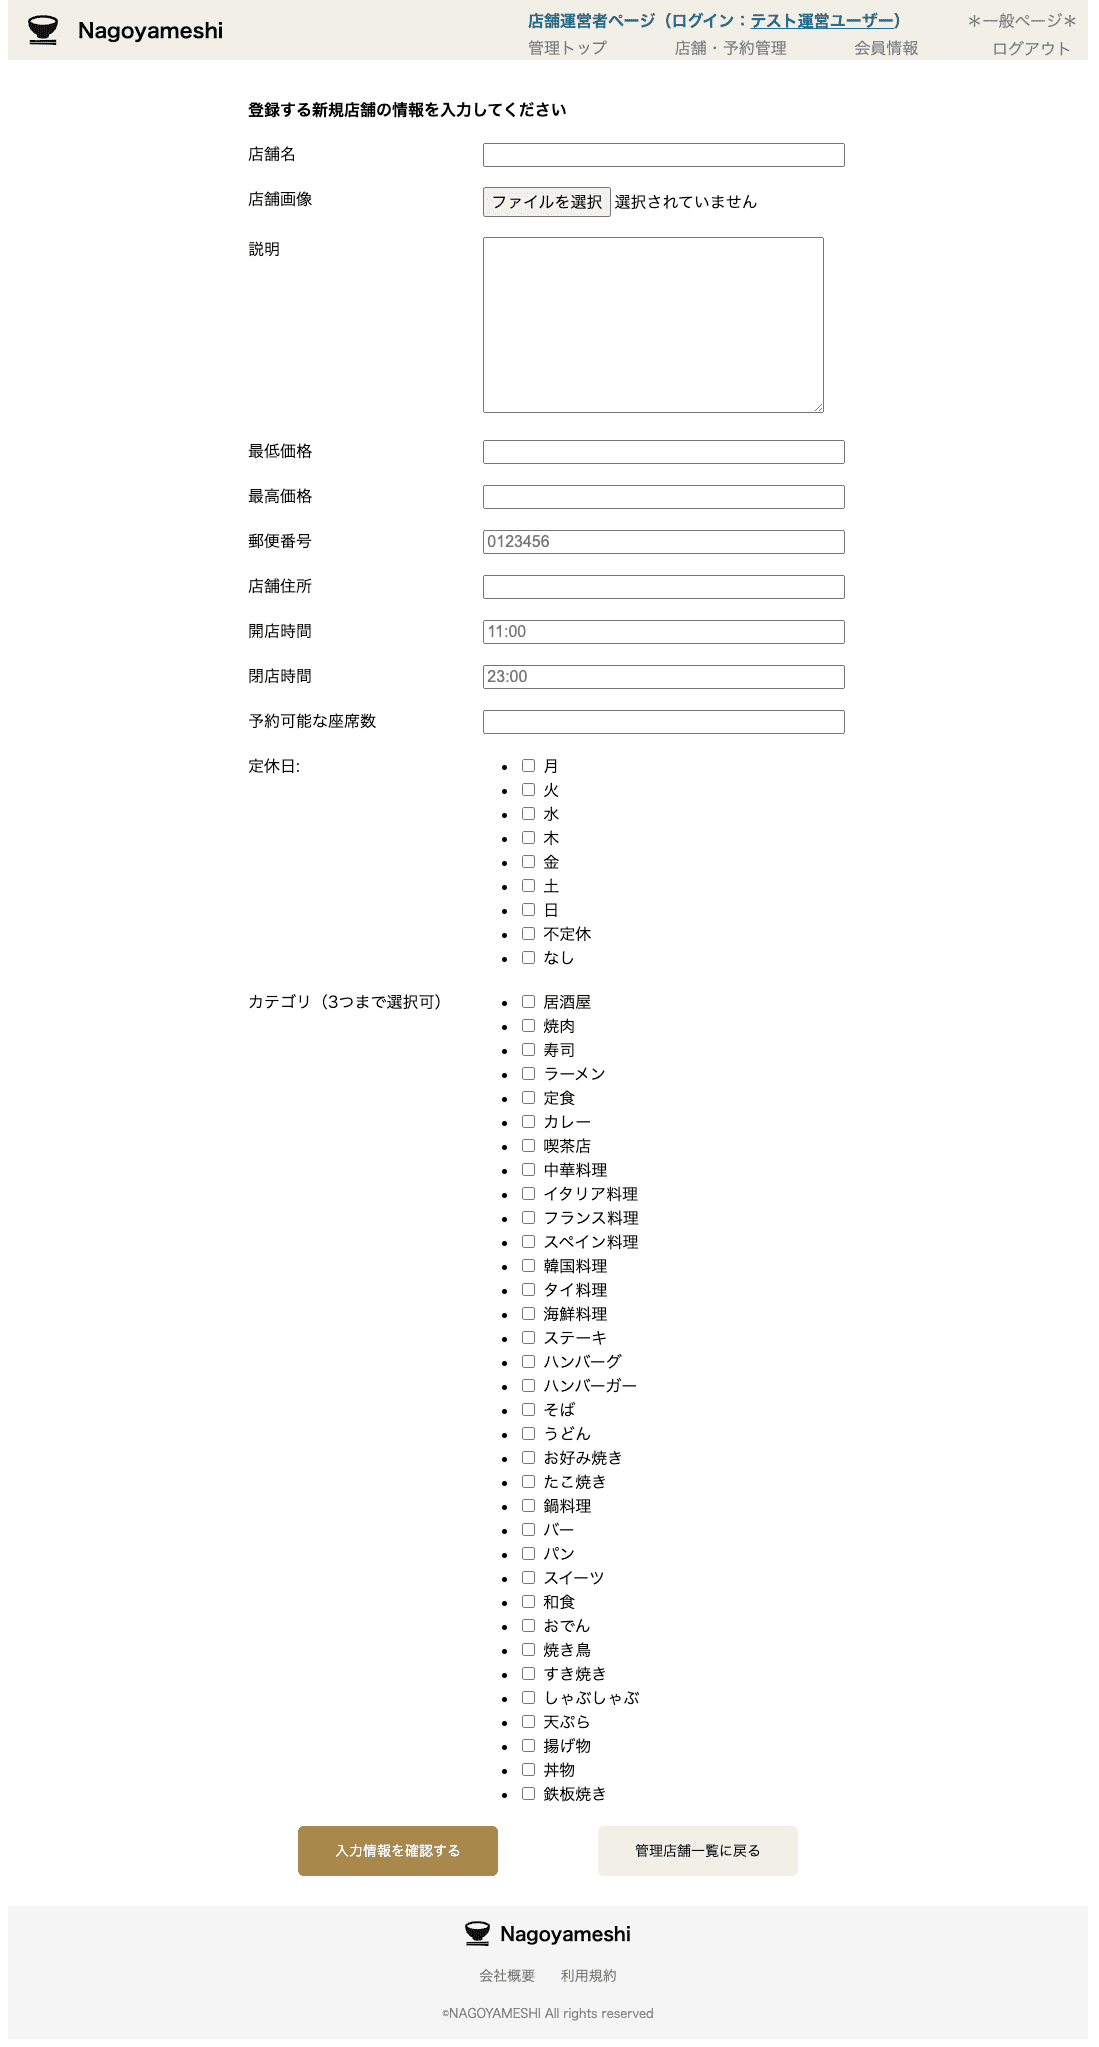 Nagoyameshi
店舗運営者ページ（ログイン：テスト運営ユーザー）
＊一般ページ＊
管理トップ
店舗・予約管理
会員情報
ログアウト
登録する新規店舗の情報を入力してください
店舗名
店舗画像
ファイルを選択 選択されていません
説明
最低価格
最高価格
郵便番号
0123456
店舗住所
開店時間
11:00
閉店時間
23:00
予約可能な座席数
定休日:
月
火
水
木
金
土
日
不定休
なし
カテゴリ（3つまで選択可）
居酒屋
焼肉
寿司
ラーメン
定食
カレー
喫茶店
中華料理
イタリア料理
フランス料理
スペイン料理
韓国料理
タイ料理
海鮮料理
ステーキ
ハンバーグ
ハンバーガー
そば
うどん
お好み焼き
たこ焼き
鍋料理
バー
パン
スイーツ
和食
おでん
焼き鳥
すき焼き
しゃぶしゃぶ
天ぷら
揚げ物
丼物
鉄板焼き
入力情報を確認する
管理店舗一覧に戻る
Nagoyameshi
会社概要
利用規約
©NAGOYAMESHI All rights reserved